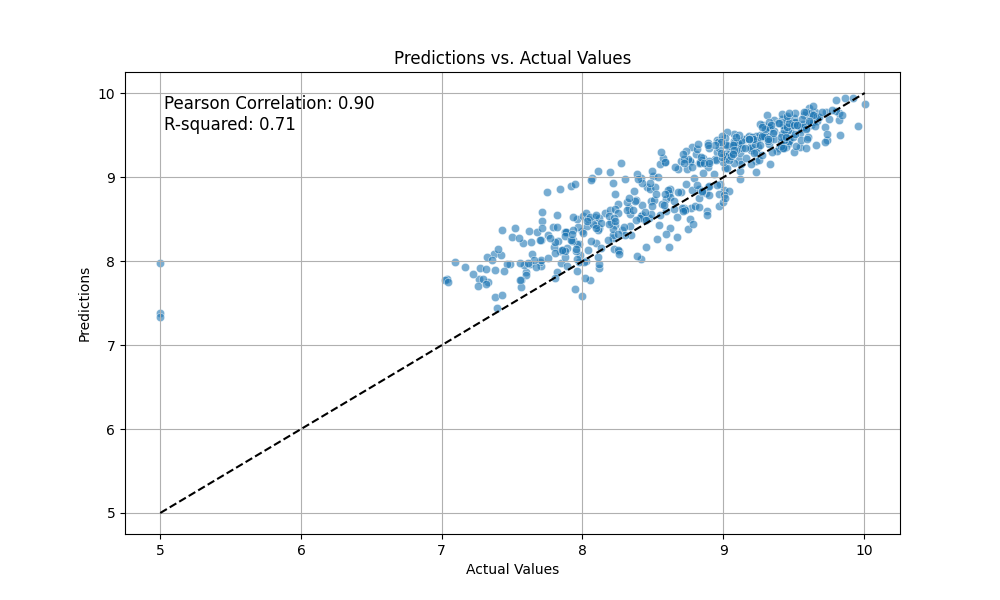 Predictions vs. Actual Values
Pearson Correlation: 0.90
R-squared: 0.71
Predictions
10
9
8
7
6
5
5 6 7 8 9 10
Actual Values